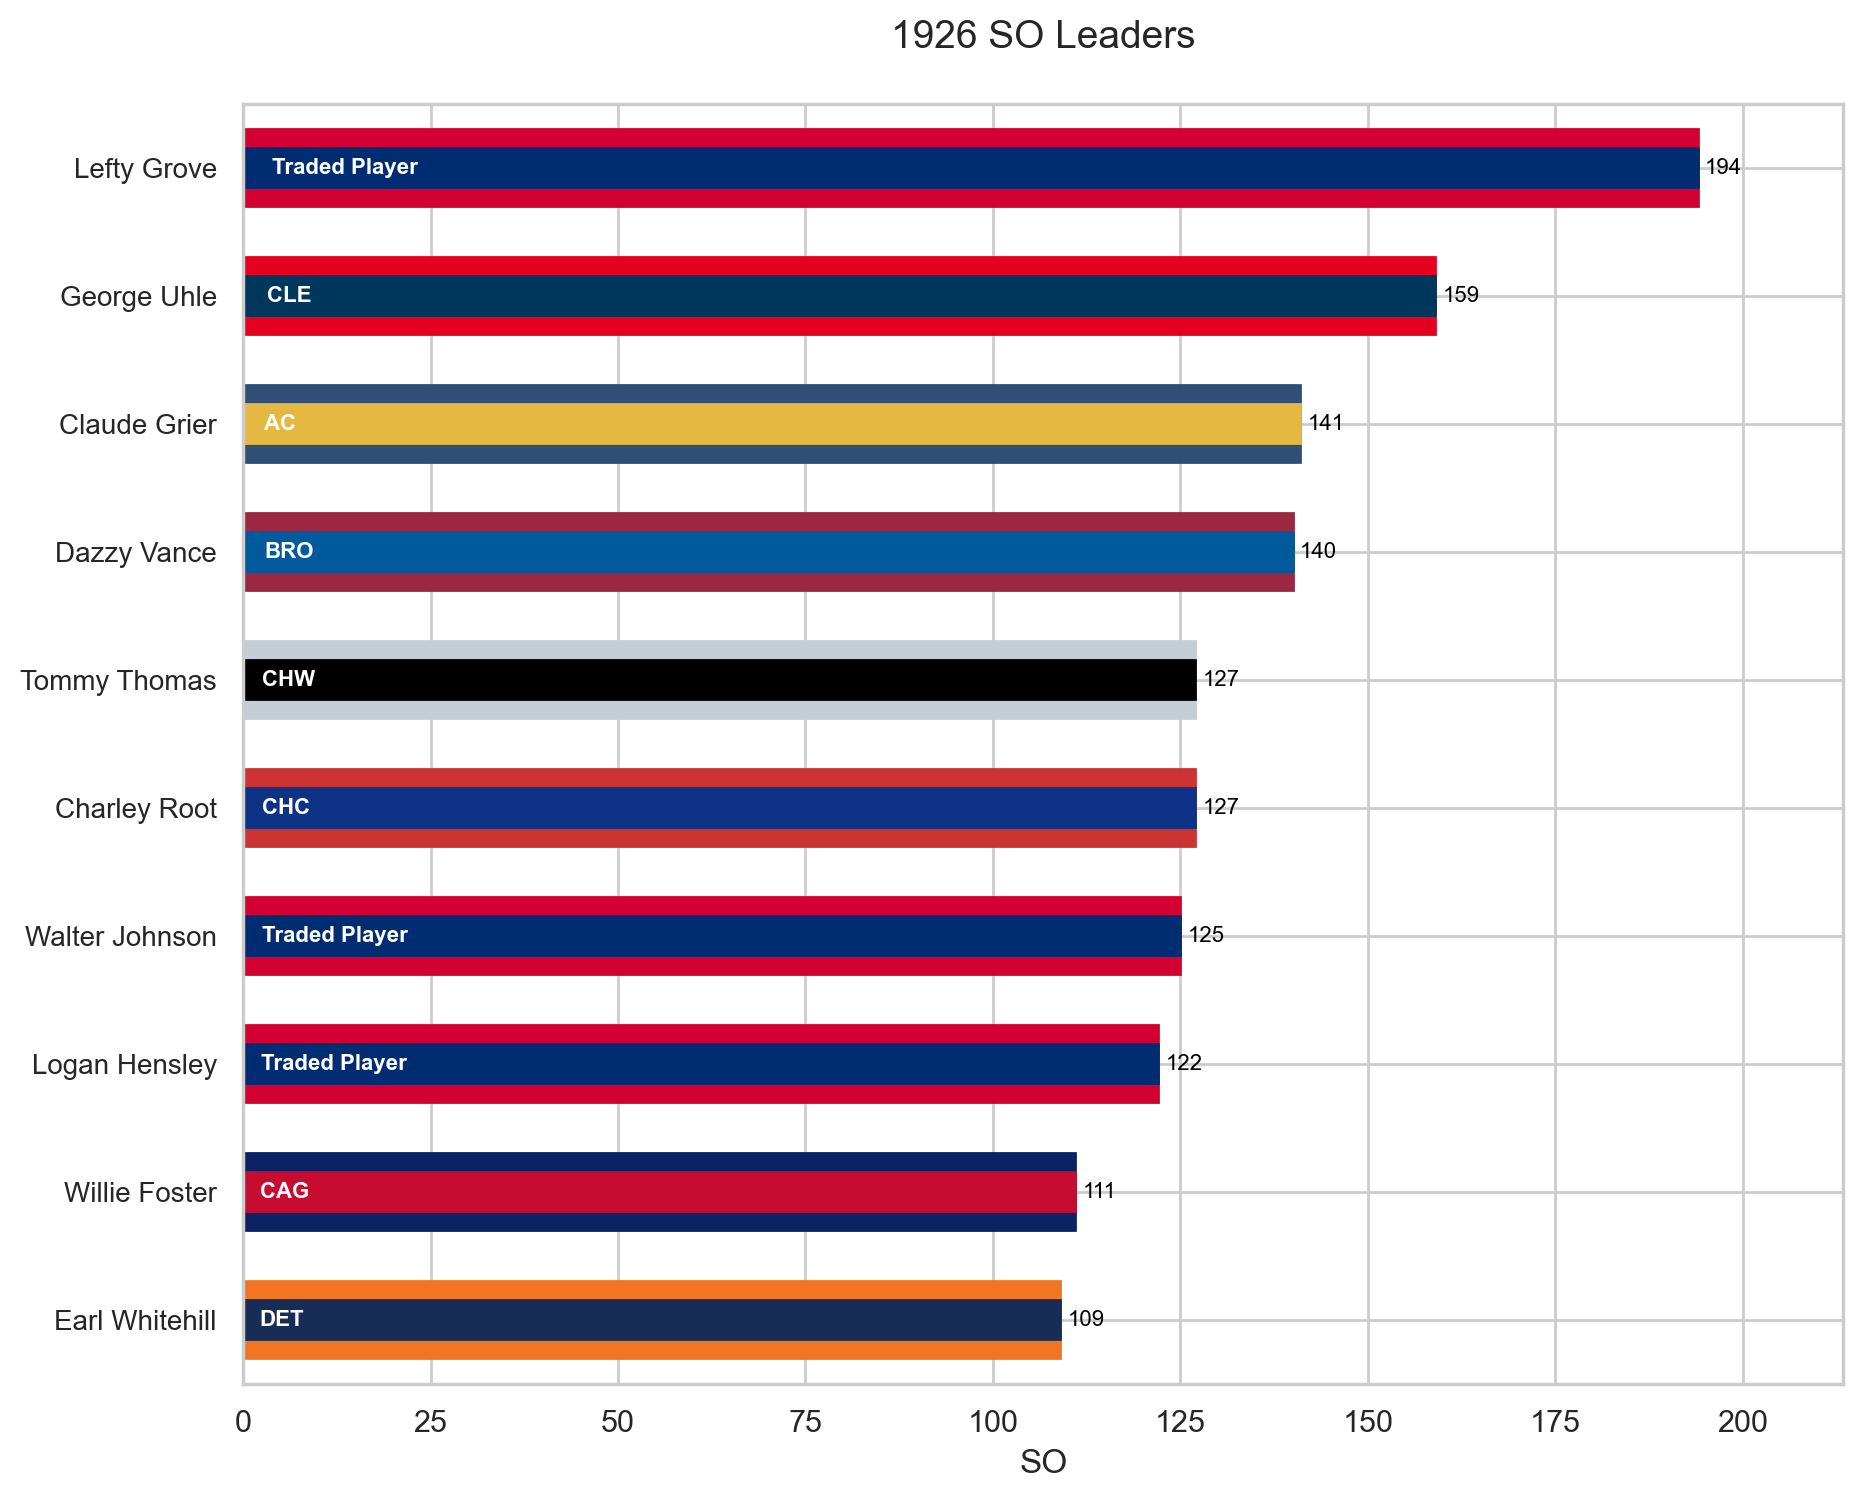 1926 SO Leaders
Lefty Grove Traded Player 194
George Uhle CLE 159
Claude Grier AC 141
Dazzy Vance BRO 140
Tommy Thomas CHW 127
Charley Root CHC 127
Walter Johnson Traded Player 125
Logan Hensley Traded Player 122
Willie Foster CAG 111
Earl Whitehill DET 109
0 25 50 75 100 125 150 175 200
SO